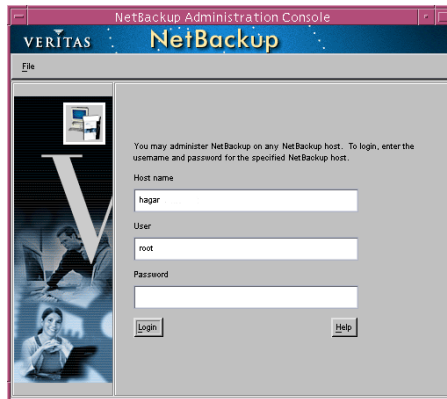 NetBackup Administration Console
VERITAS NetBackup
File
You may administer NetBackup on any NetBackup host. To login, enter the
username and password for the specified NetBackup host.
Host name
hagar
User
root
Password
Login Help